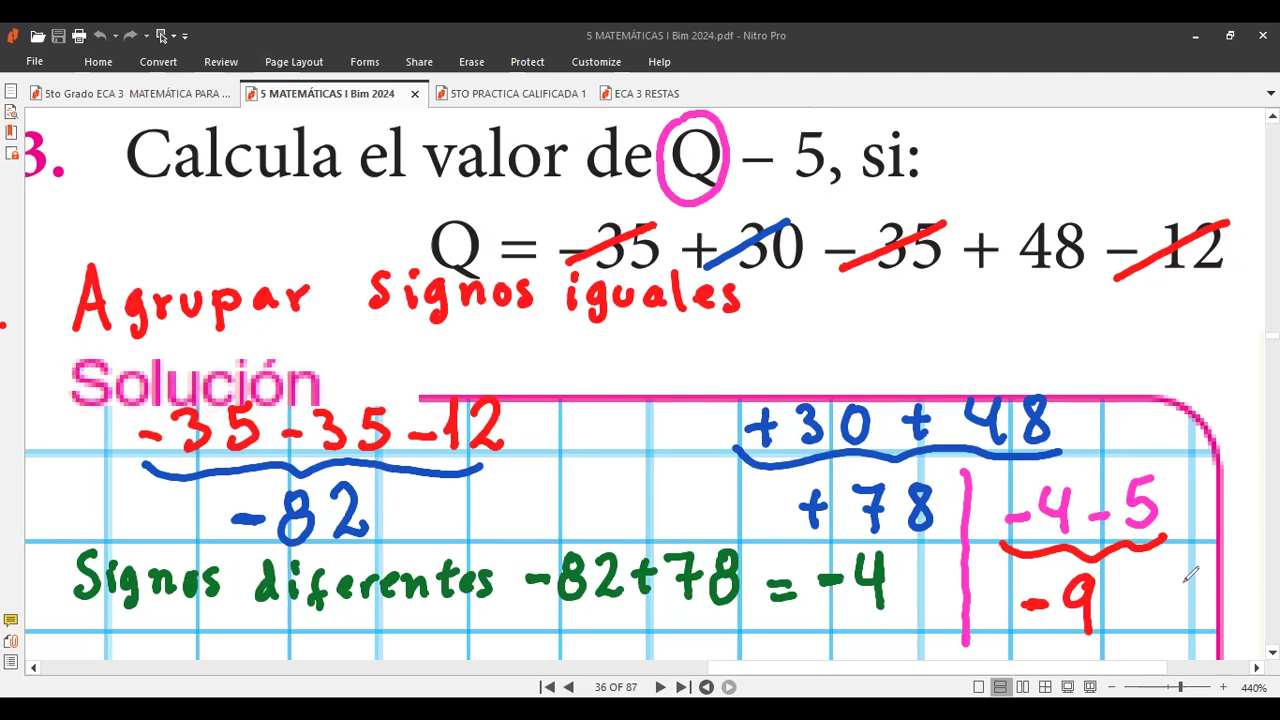 5 MATEMÁTICAS I Bim 2024.pdf - Nitro Pro
File Home Convert Review Page Layout Forms Share Erase Protect Customize Help
5to Grado ECA 3 MATEMÁTICA PARA ... 5 MATEMÁTICAS I Bim 2024 5TO PRACTICA CALIFICADA 1 ECA 3 RESTAS
3. Calcula el valor de Q – 5, si:
Q = – 35 + 30 – 35 + 48 – 12
Agrupar signos iguales
Solución
- 35 - 35 - 12 + 30 + 48
- 82 + 78 - 4 - 5
Signos diferentes - 82 + 78 = - 4 - 9
36 OF 87 440%